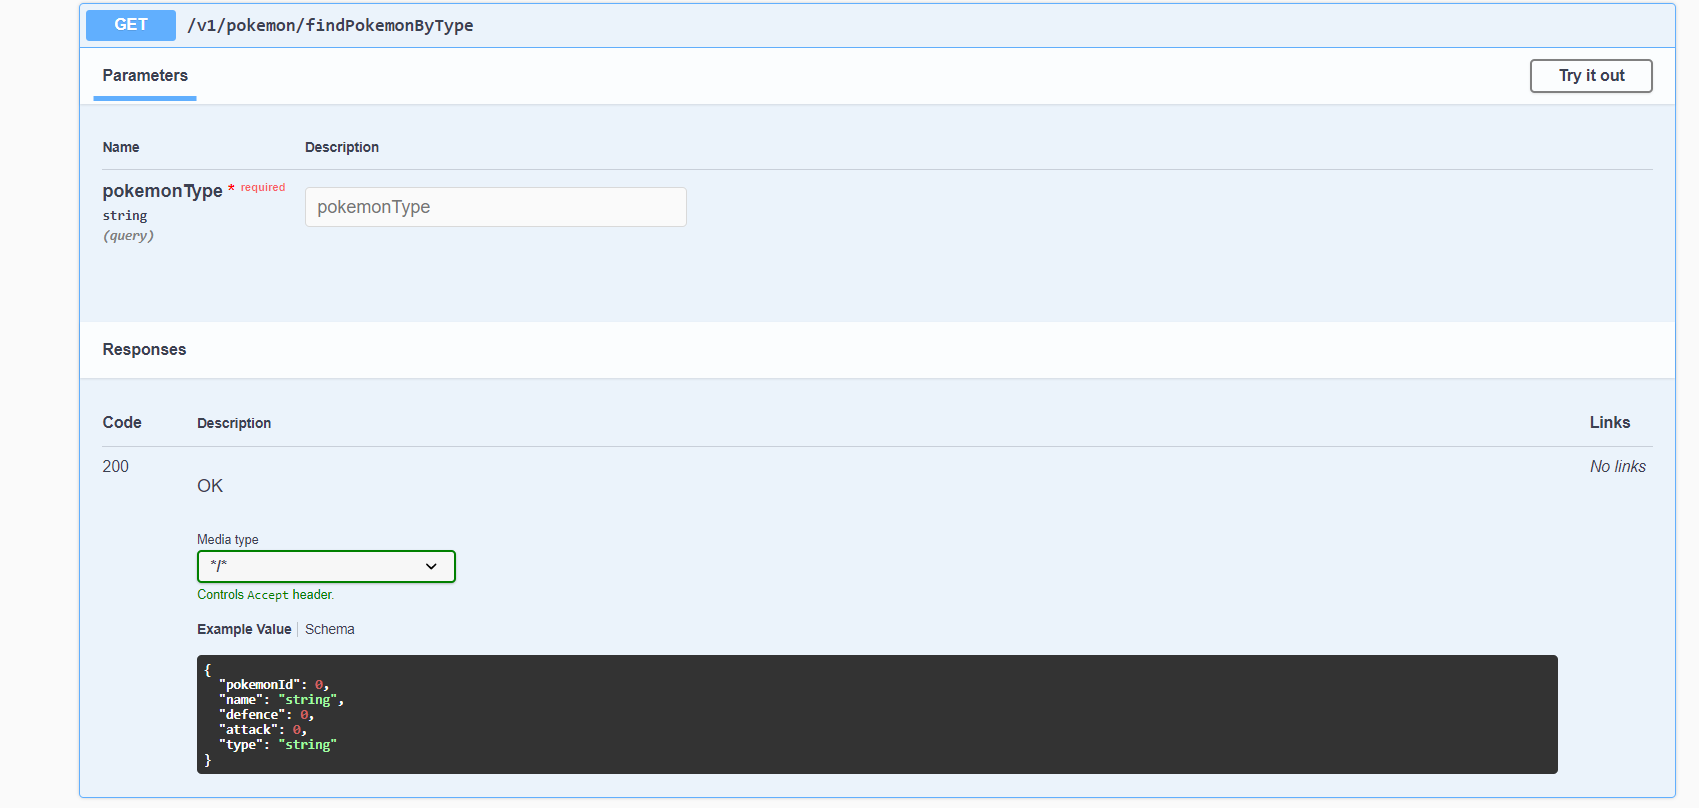 GET /v1/pokemon/findPokemonByType
Parameters
Try it out
Name Description
pokemonType * required
string
(query)
pokemonType
Responses
Code Description Links
200
OK
No links
Media type
*/*
Controls Accept header.
Example Value Schema
{
  "pokemonId": 0,
  "name": "string",
  "defence": 0,
  "attack": 0,
  "type": "string"
}